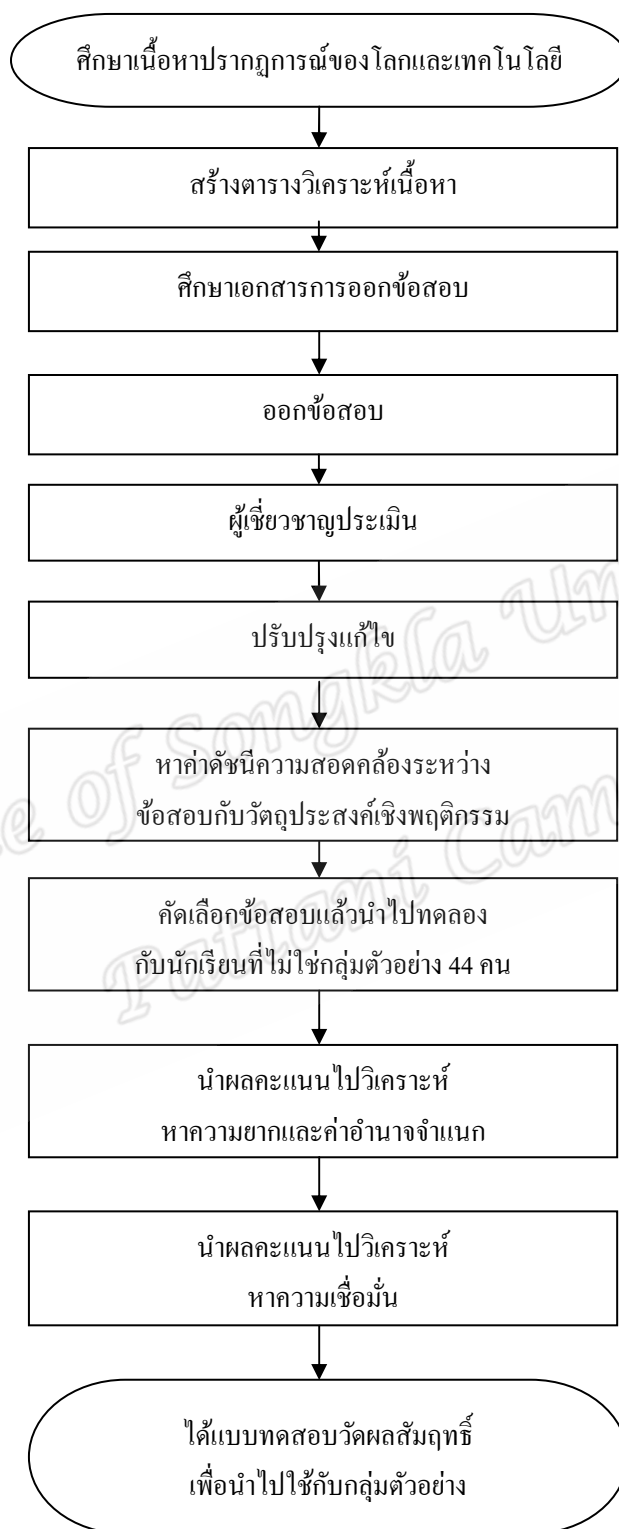 ศึกษาเนื้อหาปรากฏการณ์ของโลกและเทคโนโลยี
สร้างตารางวิเคราะห์เนื้อหา
ศึกษาเอกสารการออกข้อสอบ
ออกข้อสอบ
ผู้เชี่ยวชาญประเมิน
ปรับปรุงแก้ไข
หาค่าดัชนีความสอดคล้องระหว่าง
ข้อสอบกับวัตถุประสงค์เชิงพฤติกรรม
คัดเลือกข้อสอบแล้วนำไปทดลอง
กับนักเรียนที่ไม่ใช่กลุ่มตัวอย่าง 44 คน
นำผลคะแนนไปวิเคราะห์
หาความยากและค่าอำนาจจำแนก
นำผลคะแนนไปวิเคราะห์
หาความเชื่อมั่น
ได้แบบทดสอบวัดผลสัมฤทธิ์
เพื่อนำไปใช้กับกลุ่มตัวอย่าง
of Songkla
Pattani